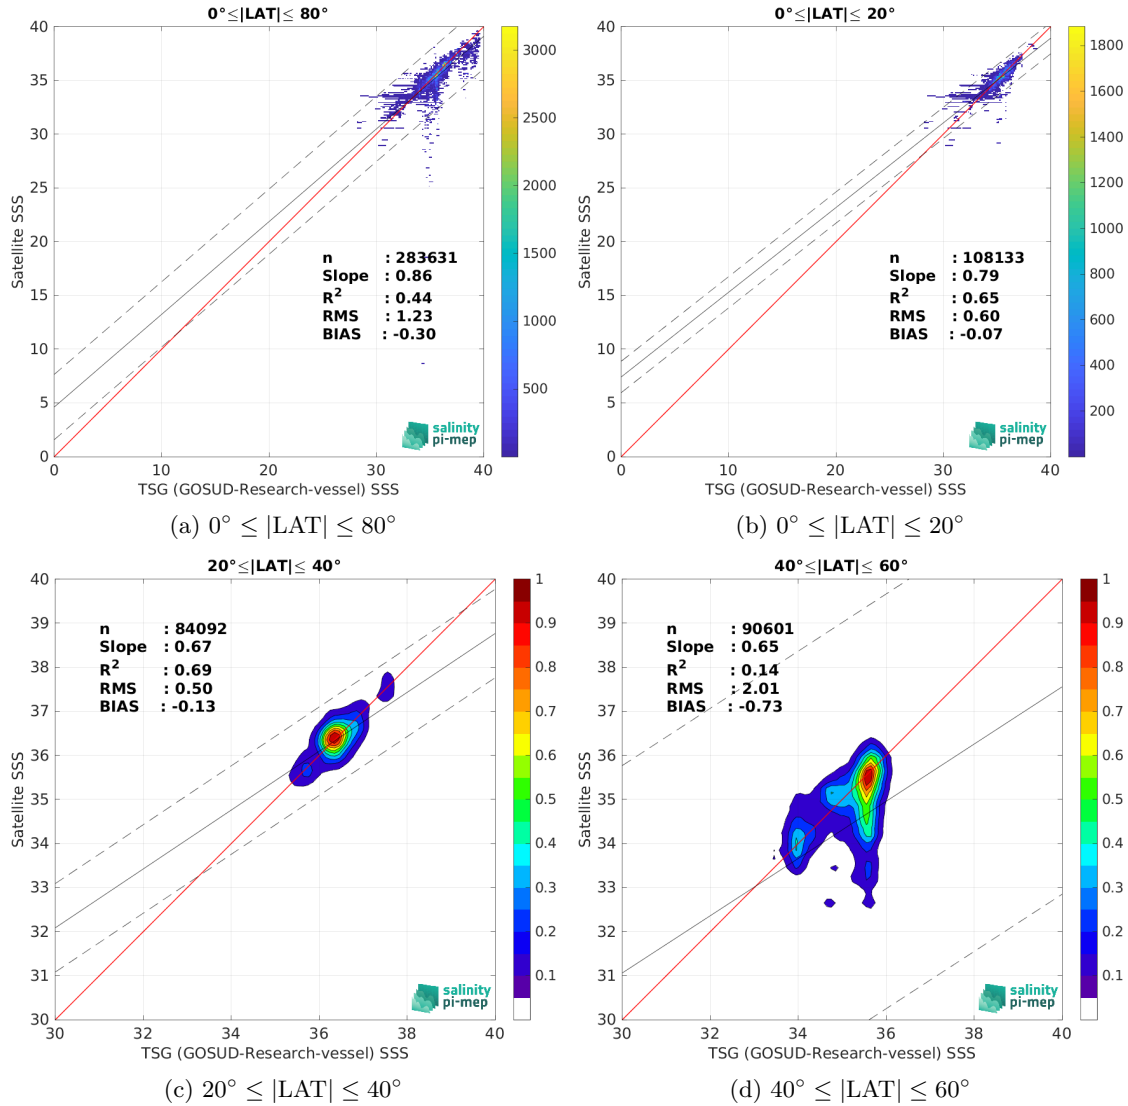 0°≤|LAT|≤ 80°
40
35
30
25
20
15
10
5
0
0
10
20
30
40
Satellite SSS
TSG (GOSUD-Research-vessel) SSS
n : 283631
Slope : 0.86
R² : 0.44
RMS : 1.23
BIAS : -0.30
salinity
pi-mep
3000
2500
2000
1500
1000
500
(a) 0° ≤ |LAT| ≤ 80°
0°≤|LAT|≤ 20°
40
35
30
25
20
15
10
5
0
0
10
20
30
40
Satellite SSS
TSG (GOSUD-Research-vessel) SSS
n : 108133
Slope : 0.79
R² : 0.65
RMS : 0.60
BIAS : -0.07
salinity
pi-mep
1800
1600
1400
1200
1000
800
600
400
200
(b) 0° ≤ |LAT| ≤ 20°
20°≤|LAT|≤ 40°
40
39
38
37
36
35
34
33
32
31
30
30
32
34
36
38
40
Satellite SSS
TSG (GOSUD-Research-vessel) SSS
n : 84092
Slope : 0.67
R² : 0.69
RMS : 0.50
BIAS : -0.13
salinity
pi-mep
1
0.9
0.8
0.7
0.6
0.5
0.4
0.3
0.2
0.1
(c) 20° ≤ |LAT| ≤ 40°
40°≤|LAT|≤ 60°
40
39
38
37
36
35
34
33
32
31
30
30
32
34
36
38
40
Satellite SSS
TSG (GOSUD-Research-vessel) SSS
n : 90601
Slope : 0.65
R² : 0.14
RMS : 2.01
BIAS : -0.73
salinity
pi-mep
1
0.9
0.8
0.7
0.6
0.5
0.4
0.3
0.2
0.1
(d) 40° ≤ |LAT| ≤ 60°